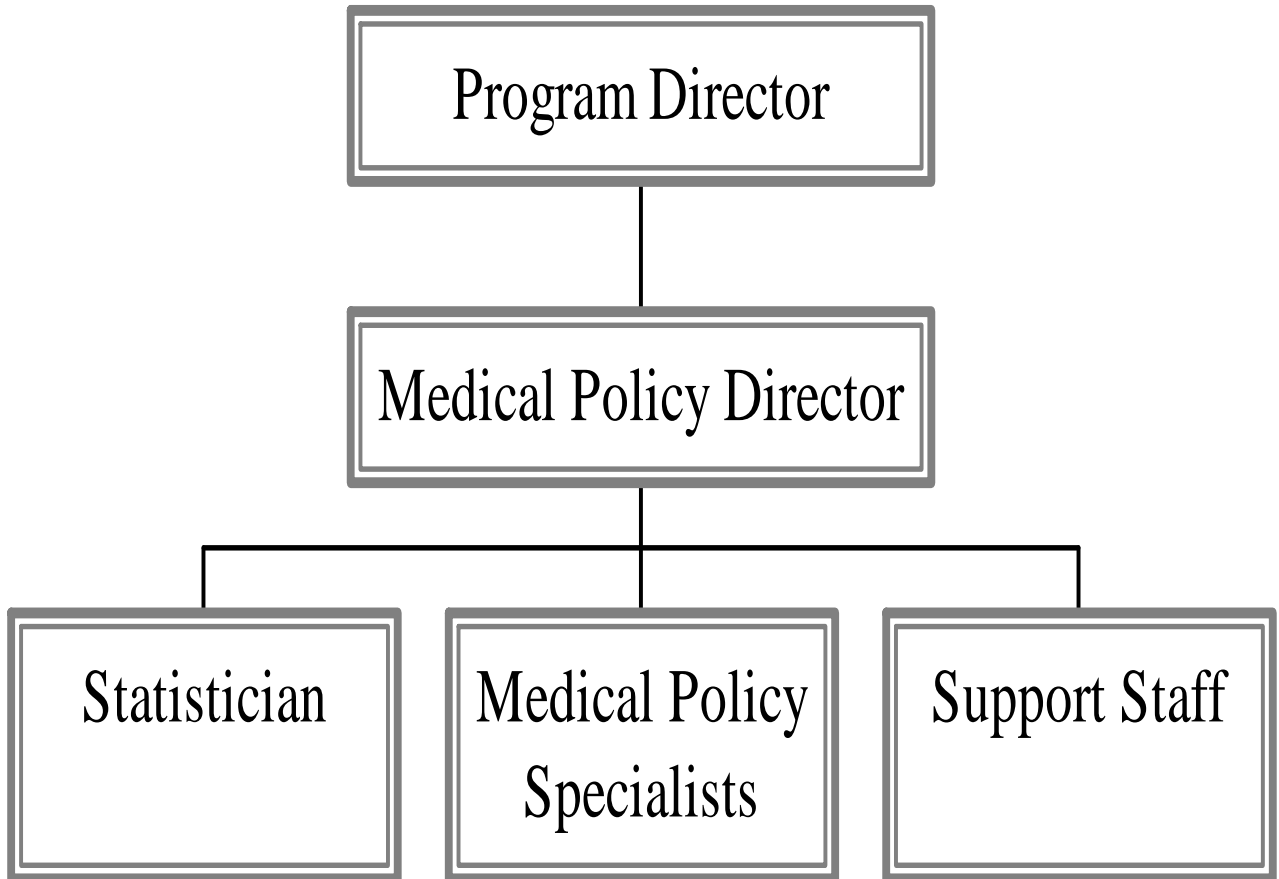 Program Director
Medical Policy Director
Statistician
Medical Policy
Specialists
Support Staff